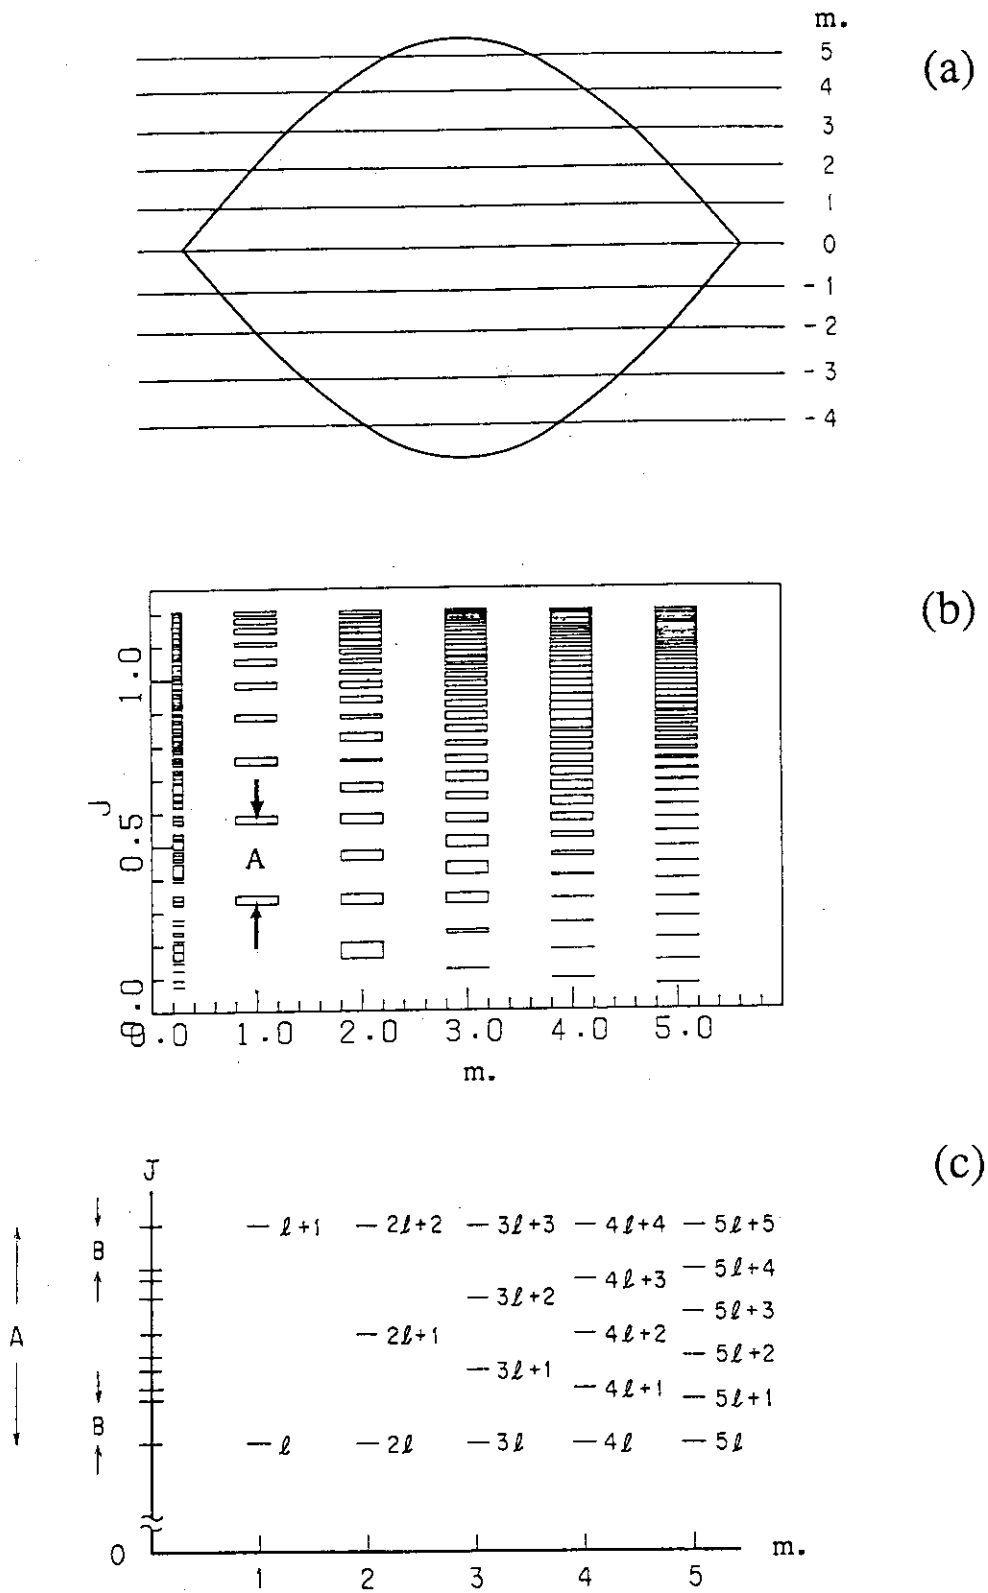 m.
5
(a)
4
3
2
1
0
-1
-2
-3
-4
(b)
J
1.0
0.5
0.0
A
0.0 1.0 2.0 3.0 4.0 5.0
m.
(c)
J
ℓ+1 2ℓ+2 3ℓ+3 4ℓ+4 5ℓ+5
B
5ℓ+4
4ℓ+3
3ℓ+2
5ℓ+3
A
2ℓ+1
4ℓ+2
5ℓ+2
3ℓ+1
4ℓ+1
5ℓ+1
B
ℓ 2ℓ 3ℓ 4ℓ 5ℓ
0
m.
1 2 3 4 5